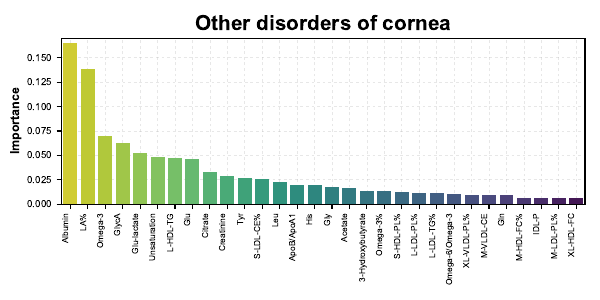 Other disorders of cornea
Importance
0.150
0.125
0.100
0.075
0.050
0.025
0.000
Albumin
LA%
Omega-3
GlycA
Glu-lactate
Unsaturation
L-HDL-TG
Glu
Citrate
Creatinine
Tyr
S-LDL-CE%
Leu
ApoB/ApoA1
His
Gly
Acetate
3-Hydroxybutyrate
Omega-3%
S-HDL-PL%
L-LDL-PL%
L-LDL-TG%
Omega-6/Omega-3
XL-VLDL-PL%
M-VLDL-CE
Gln
M-HDL-FC%
IDL-P
M-LDL-PL%
XL-HDL-FC